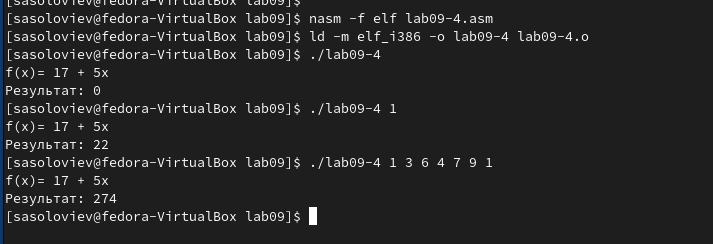 [sasoloviev@fedora-VirtualBox lab09]$
[sasoloviev@fedora-VirtualBox lab09]$ nasm -f elf lab09-4.asm
[sasoloviev@fedora-VirtualBox lab09]$ ld -m elf_i386 -o lab09-4 lab09-4.o
[sasoloviev@fedora-VirtualBox lab09]$ ./lab09-4
f(x)= 17 + 5x
Результат: 0
[sasoloviev@fedora-VirtualBox lab09]$ ./lab09-4 1
f(x)= 17 + 5x
Результат: 22
[sasoloviev@fedora-VirtualBox lab09]$ ./lab09-4 1 3 6 4 7 9 1
f(x)= 17 + 5x
Результат: 274
[sasoloviev@fedora-VirtualBox lab09]$